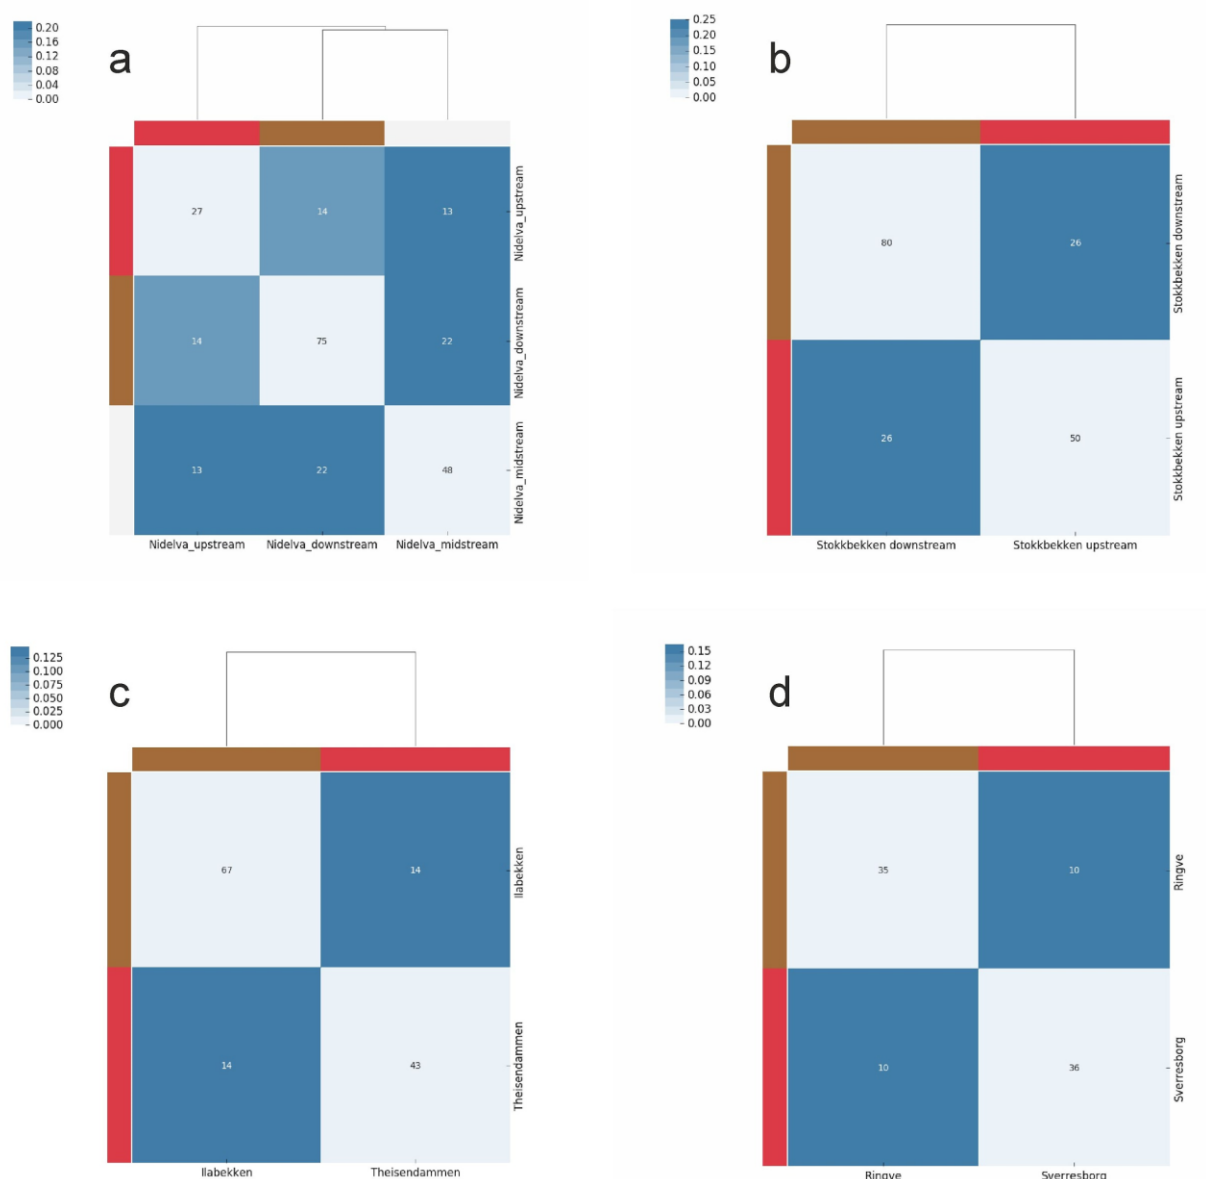 0.20
0.16
0.12
0.08
0.04
0.00
a
27 14 13
14 75 22
13 22 48
Nidelva_upstream
Nidelva_downstream
Nidelva_midstream
Nidelva_upstream Nidelva_downstream Nidelva_midstream
0.25
0.20
0.15
0.10
0.05
0.00
b
80 26
26 50
Stokkbekken downstream
Stokkbekken upstream
Stokkbekken downstream Stokkbekken upstream
0.125
0.100
0.075
0.050
0.025
0.000
c
67 14
14 43
Ilabekken
Theisendammen
Ilabekken Theisendammen
0.15
0.12
0.09
0.06
0.03
0.00
d
35 10
10 36
Ringve
Sverresborg
Ringve Sverresborg